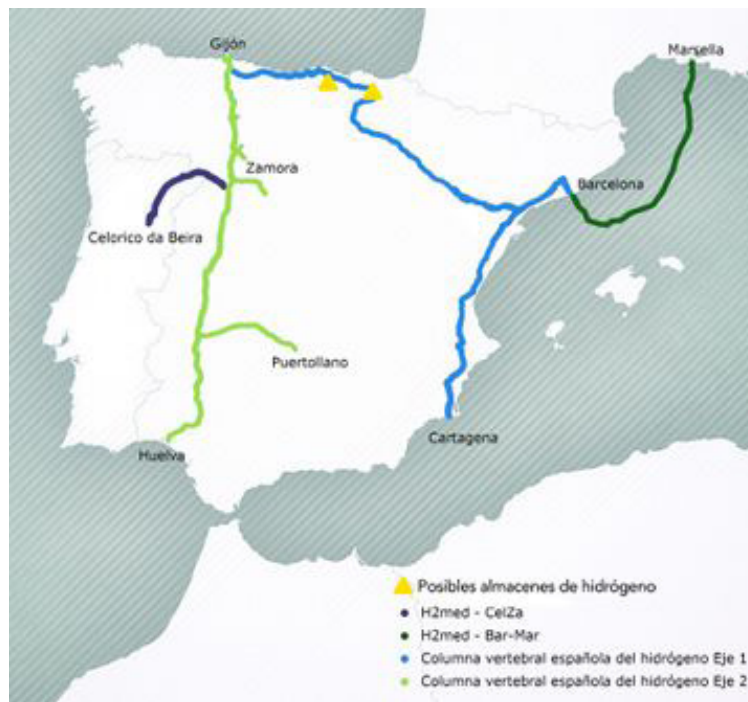 Gijón
Marsella
Zamora
Barcelona
Celorico da Beira
Puertollano
Cartagena
Huelva
Posibles almacenes de hidrógeno
H2med - CelZa
H2med - Bar-Mar
Columna vertebral española del hidrógeno Eje 1
Columna vertebral española del hidrógeno Eje 2